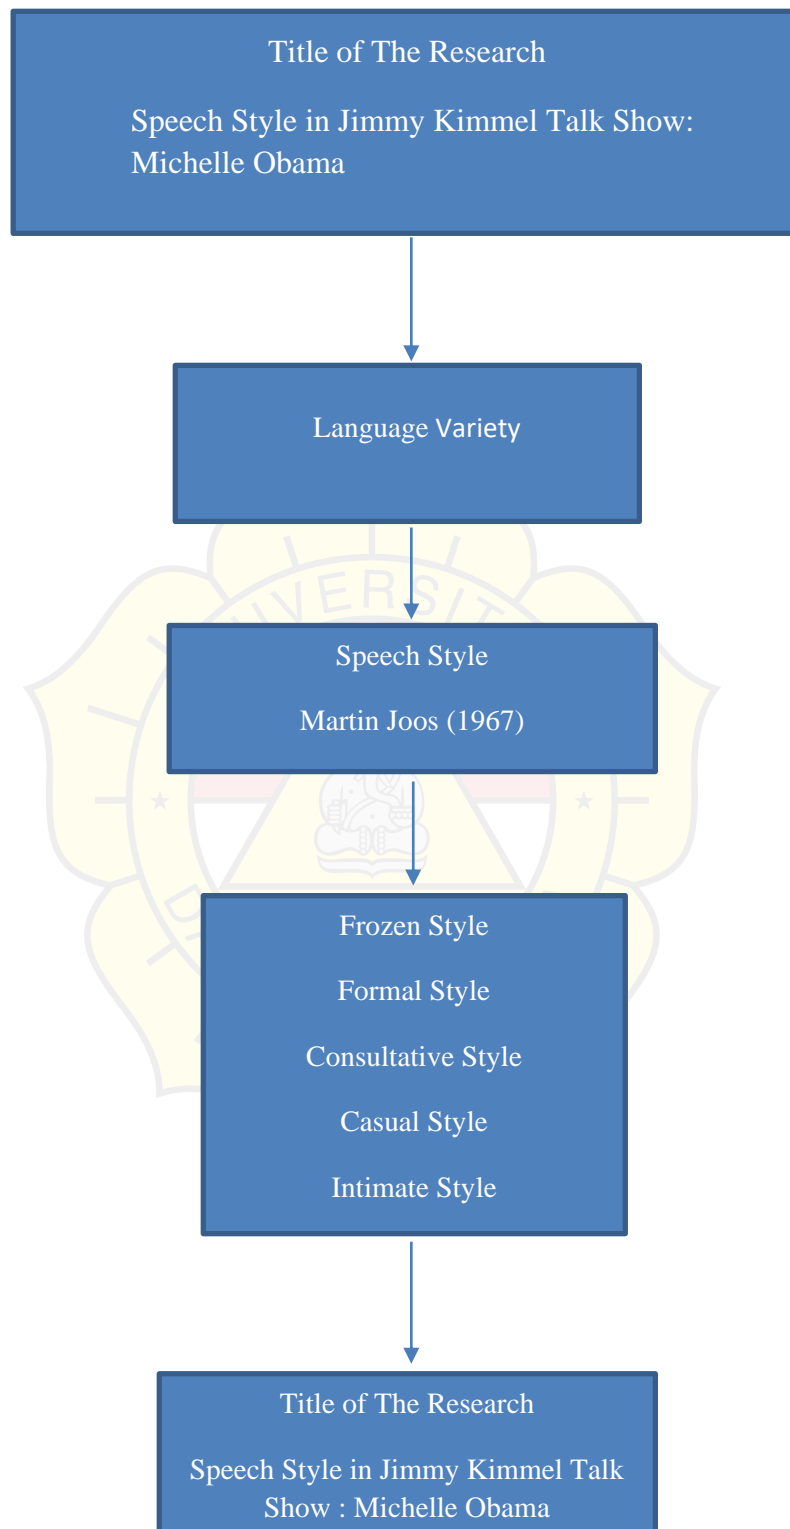 Title of The Research
Speech Style in Jimmy Kimmel Talk Show:
Michelle Obama
Language Variety
Speech Style
Martin Joos (1967)
Frozen Style
Formal Style
Consultative Style
Casual Style
Intimate Style
Title of The Research
Speech Style in Jimmy Kimmel Talk
Show : Michelle Obama